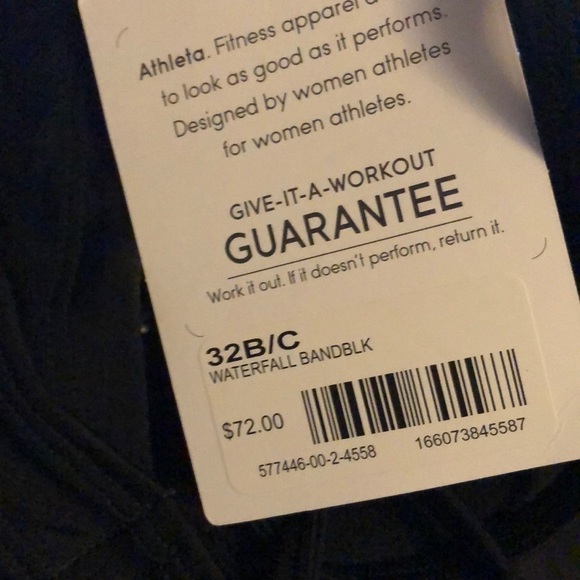 Athleta. Fitness apparel
to look as good as it performs.
Designed by women athletes
for women athletes.
GIVE-IT-A-WORKOUT
GUARANTEE
Work it out. If it doesn't perform, return it.
32B/C
WATERFALL BANDBLK
$72.00
577446-00-2-4558
166073845587